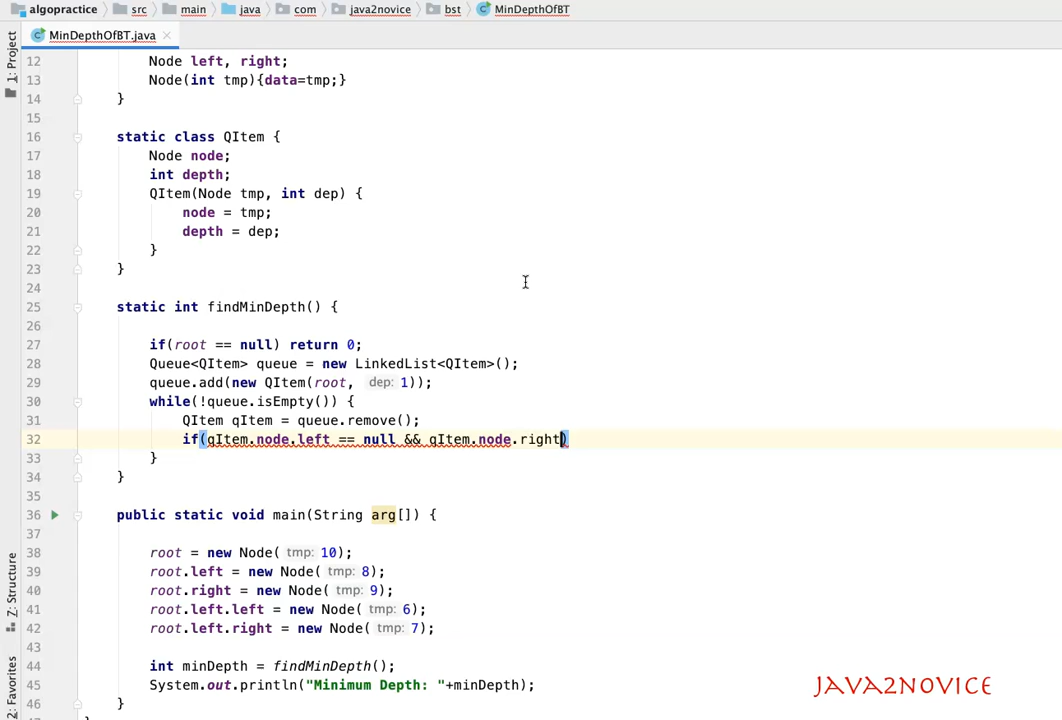 algopractice src main java com java2novice bst MinDepthOfBT
MinDepthOfBT.java
1: Project
12 Node left, right;
13 Node(int tmp){data=tmp;}
14 }
15
16 static class QItem {
17 Node node;
18 int depth;
19 QItem(Node tmp, int dep) {
20 node = tmp;
21 depth = dep;
22 }
23 }
24
25 static int findMinDepth() {
26
27 if(root == null) return 0;
28 Queue<QItem> queue = new LinkedList<QItem>();
29 queue.add(new QItem(root, dep: 1));
30 while(!queue.isEmpty()) {
31 QItem qItem = queue.remove();
32 if(qItem.node.left == null && qItem.node.right)
33 }
34 }
35
36 public static void main(String arg[]) {
37
38 root = new Node( tmp: 10);
39 root.left = new Node( tmp: 8);
40 root.right = new Node( tmp: 9);
41 root.left.left = new Node( tmp: 6);
42 root.left.right = new Node( tmp: 7);
43
44 int minDepth = findMinDepth();
45 System.out.println("Minimum Depth: "+minDepth);
46 }
Z: Structure
2: Favorites
JAVA2NOVICE